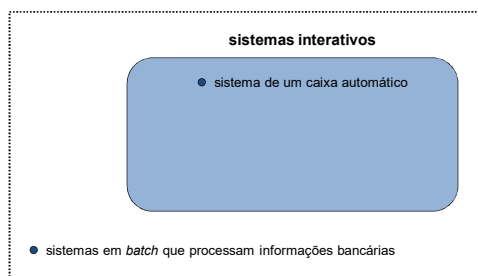 sistemas interativos
sistema de um caixa automático
sistemas em batch que processam informações bancárias